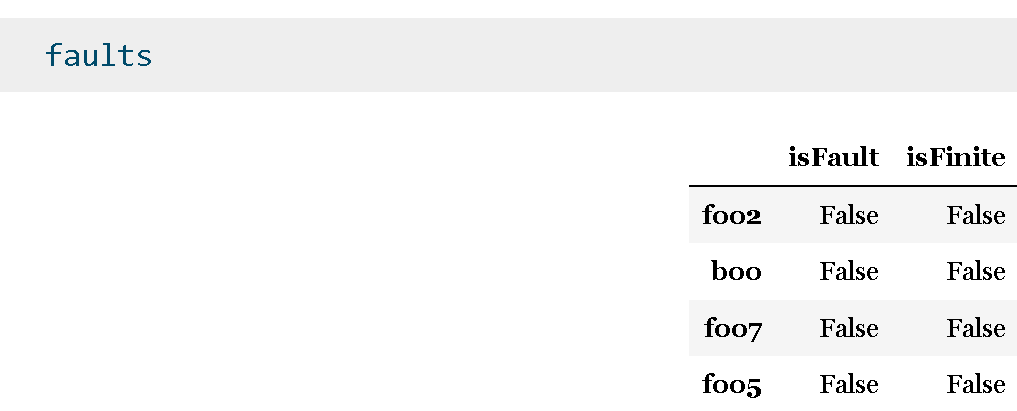 faults
isFault isFinite
foo2 False False
boo False False
foo7 False False
foo5 False False